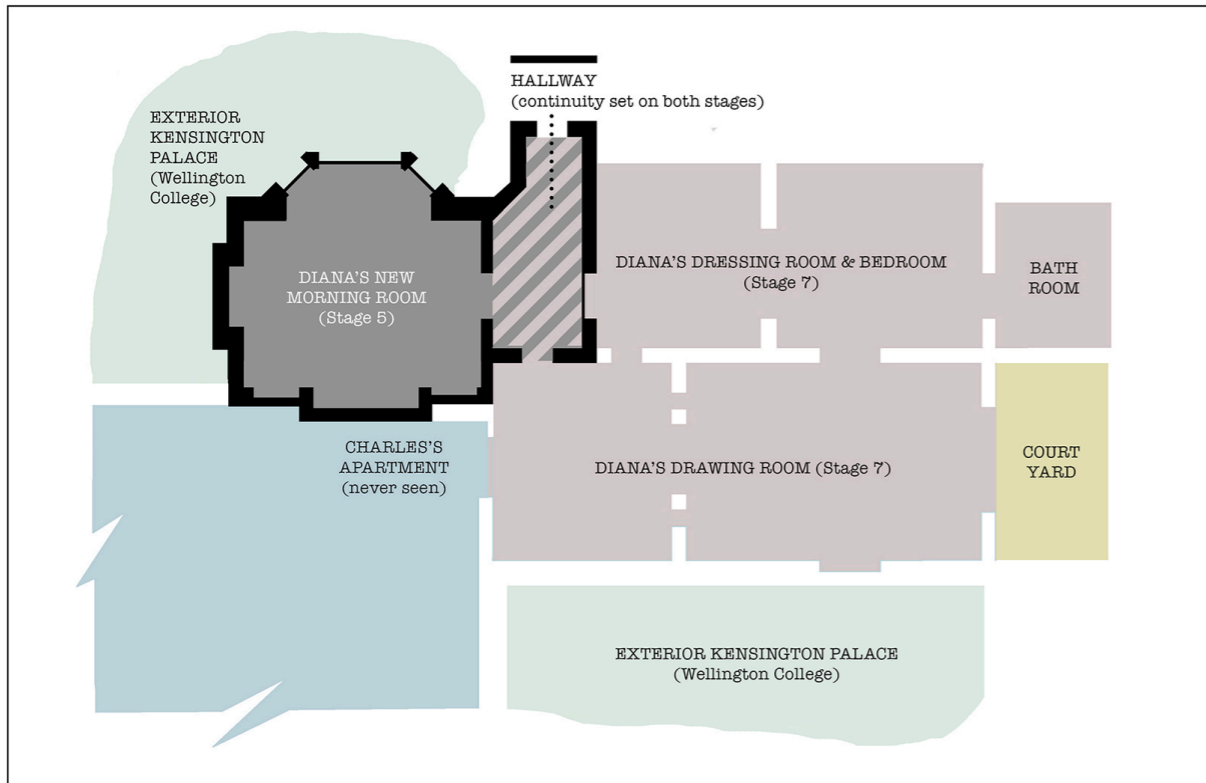 HALLWAY
(continuity set on both stages)
EXTERIOR
KENSINGTON
PALACE
(Wellington
College)
DIANA'S NEW
MORNING ROOM
(Stage 5)
DIANA'S DRESSING ROOM & BEDROOM
(Stage 7)
BATH
ROOM
CHARLES'S
APARTMENT
(never seen)
DIANA'S DRAWING ROOM (Stage 7)
COURT
YARD
EXTERIOR KENSINGTON PALACE
(Wellington College)